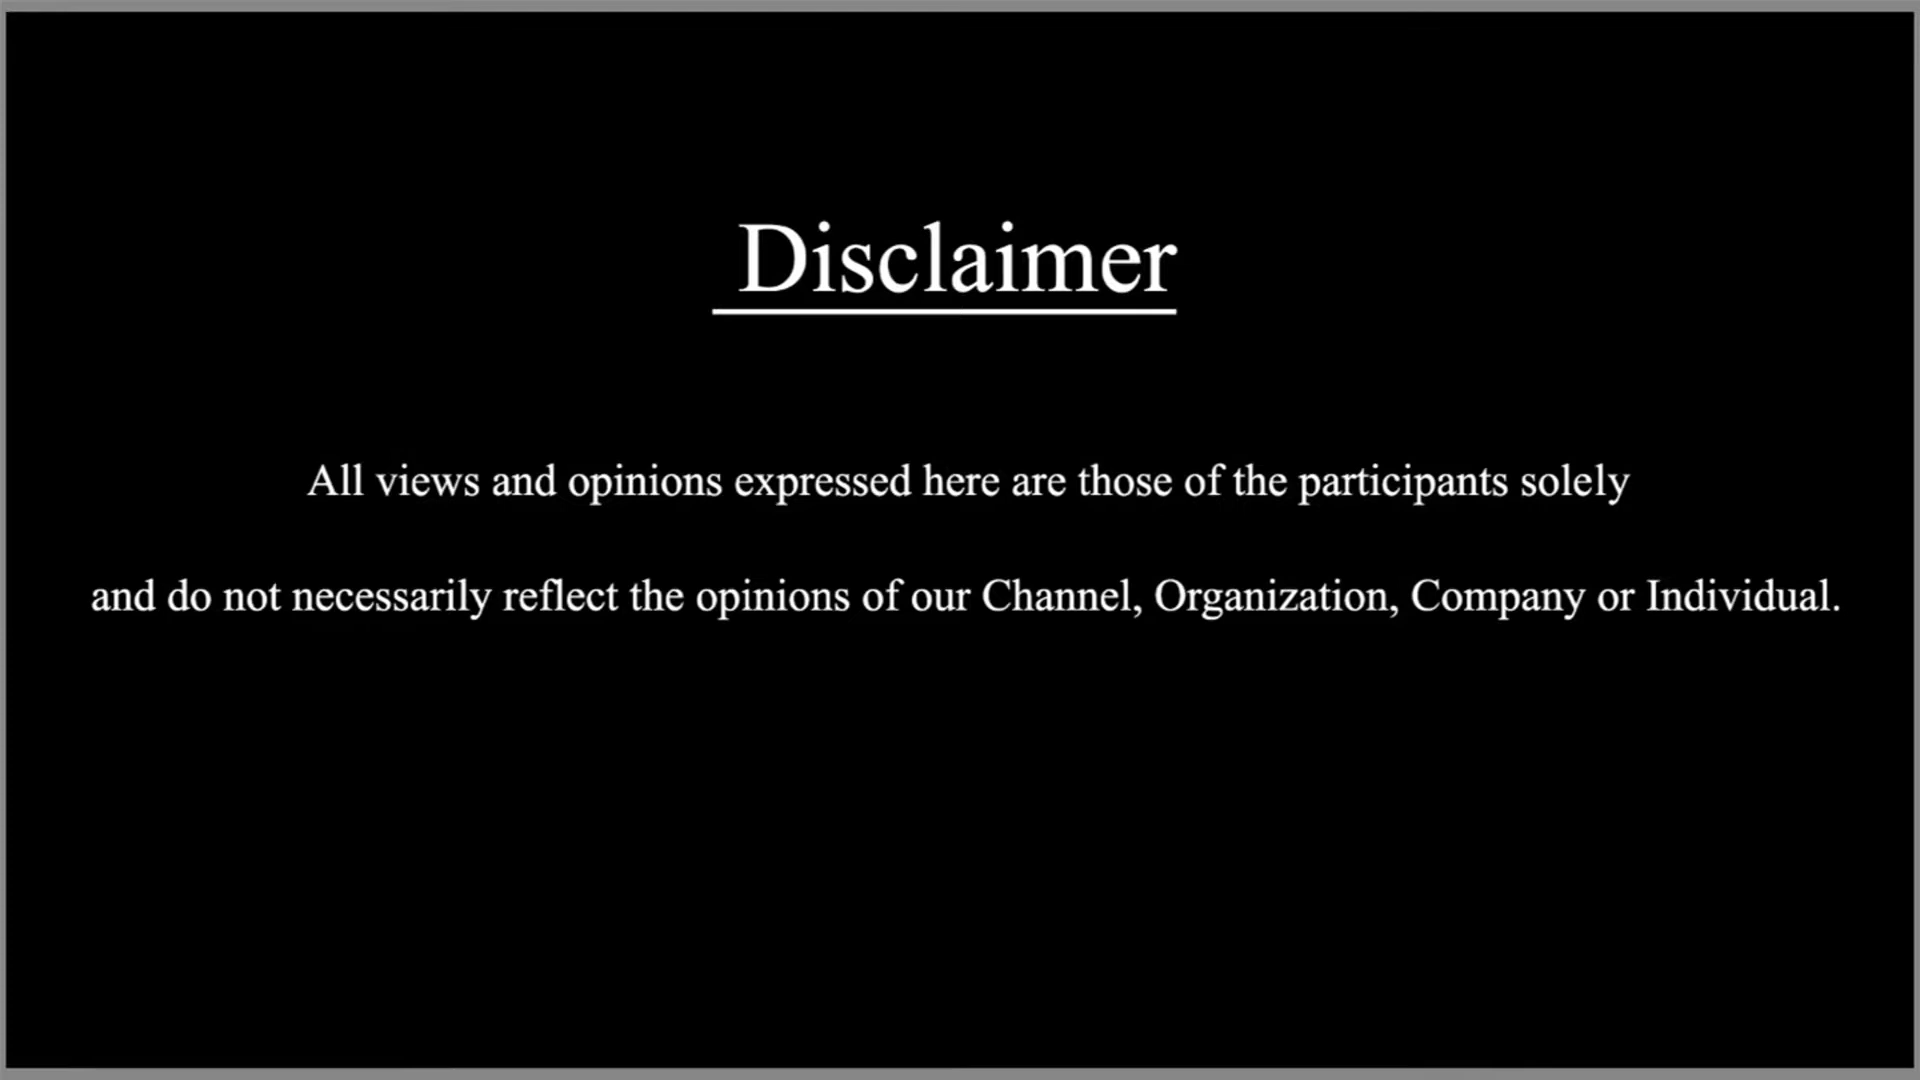 Disclaimer
All views and opinions expressed here are those of the participants solely
and do not necessarily reflect the opinions of our Channel, Organization, Company or Individual.